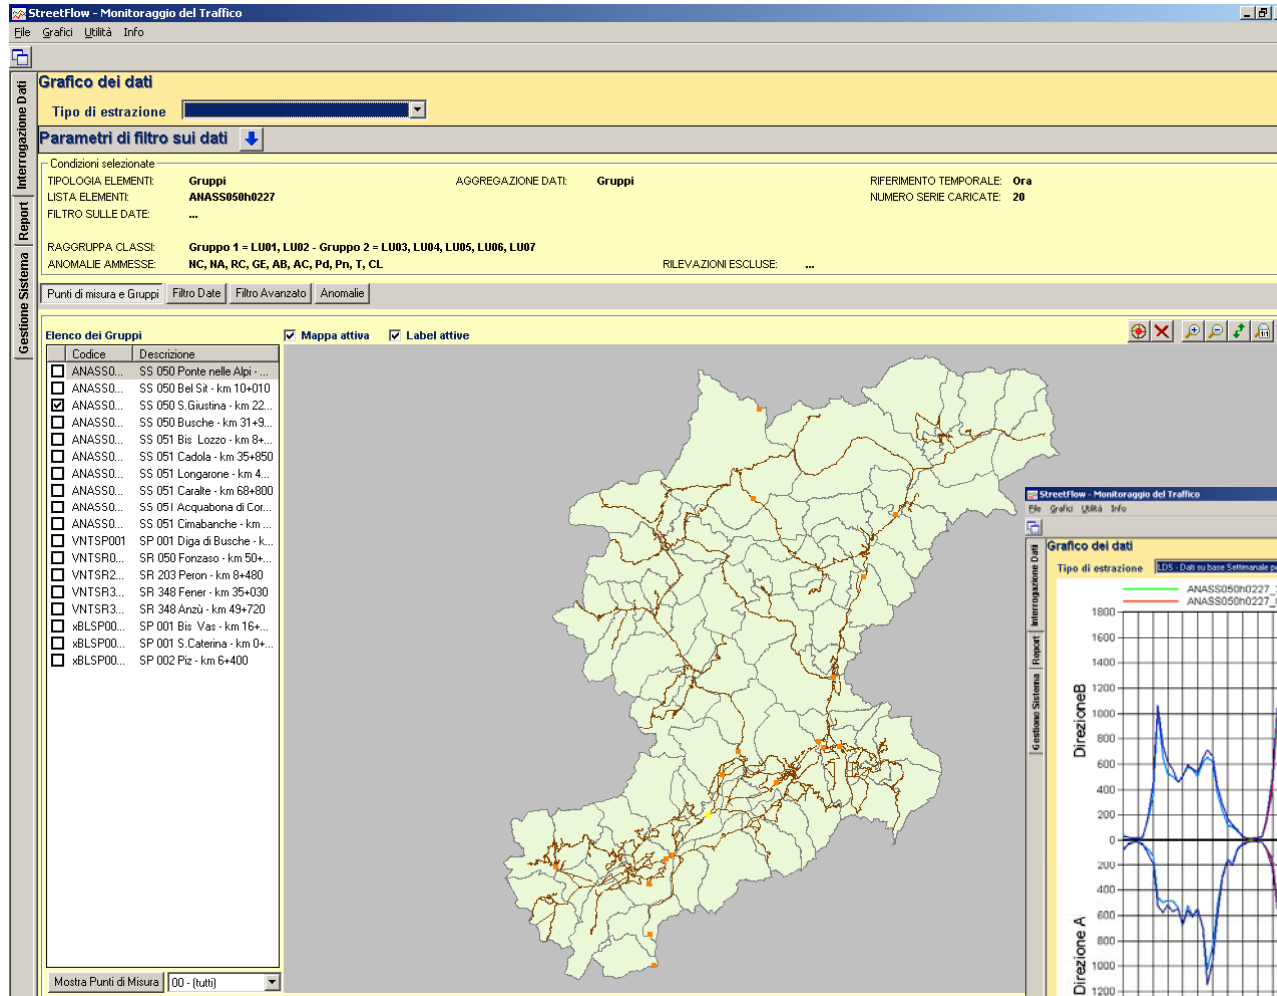 StreetFlow - Monitoraggio del Traffico
File Grafici Utilità Info
Interrogazione Dati
Report
Gestione Sistema
Grafico dei dati
Tipo di estrazione
Parametri di filtro sui dati
Condizioni selezionate
TIPOLOGIA ELEMENTI: Gruppi AGGREGAZIONE DATI: Gruppi RIFERIMENTO TEMPORALE: Ora
LISTA ELEMENTI: ANASS050h0227 NUMERO SERIE CARICATE: 20
FILTRO SULLE DATE: ...
RAGGRUPPA CLASSI: Gruppo 1 = LU01, LU02 - Gruppo 2 = LU03, LU04, LU05, LU06, LU07
ANOMALIE AMMESSE: NC, NA, RC, GE, AB, AC, Pd, Pn, T, CL RILEVAZIONI ESCLUSE: ...
Punti di misura e Gruppi Filtro Date Filtro Avanzato Anomalie
Elenco dei Gruppi Mappa attiva Label attive
Codice Descrizione
ANASS0... SS 050 Ponte nelle Alpi - ...
ANASS0... SS 050 Bel Sit - km 10+010
ANASS0... SS 050 S.Giustina - km 22...
ANASS0... SS 050 Busche - km 31+9...
ANASS0... SS 051 Bis Lozzo - km 8+...
ANASS0... SS 051 Cadola - km 35+850
ANASS0... SS 051 Longarone - km 4...
ANASS0... SS 051 Caralte - km 68+800
ANASS0... SS 051 Acquabona di Cor...
ANASS0... SS 051 Cimabanche - km ...
VNTSP001 SP 001 Diga di Busche - k...
VNTSR0... SR 050 Fonzaso - km 50+...
VNTSR2... SR 203 Peron - km 8+480
VNTSR3... SR 348 Fener - km 35+030
VNTSR3... SR 348 Anzù - km 49+720
xBLSP00... SP 001 Bis Vas - km 16+...
xBLSP00... SP 001 S.Caterina - km 0+...
xBLSP00... SP 002 Piz - km 6+400
Mostra Punti di Misura 00 - (tutti)
StreetFlow - Monitoraggio del Traffico
File Grafici Utilità Info
Interrogazione Dati
Report
Gestione Sistema
Grafico dei dati
Tipo di estrazione LDS - Dati su base Settimanale
ANASS050h0227_
ANASS050h0227_
DirezioneB
1800
1600
1400
1200
1000
800
600
400
200
0
200
400
600
800
1000
1200
Direzione A